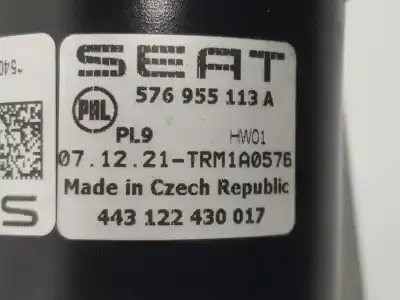 SEAT
576 955 113 A
PAL
PL9 HW01
07.12.21-TRM1A0576
Made in Czech Republic
443 122 430 017